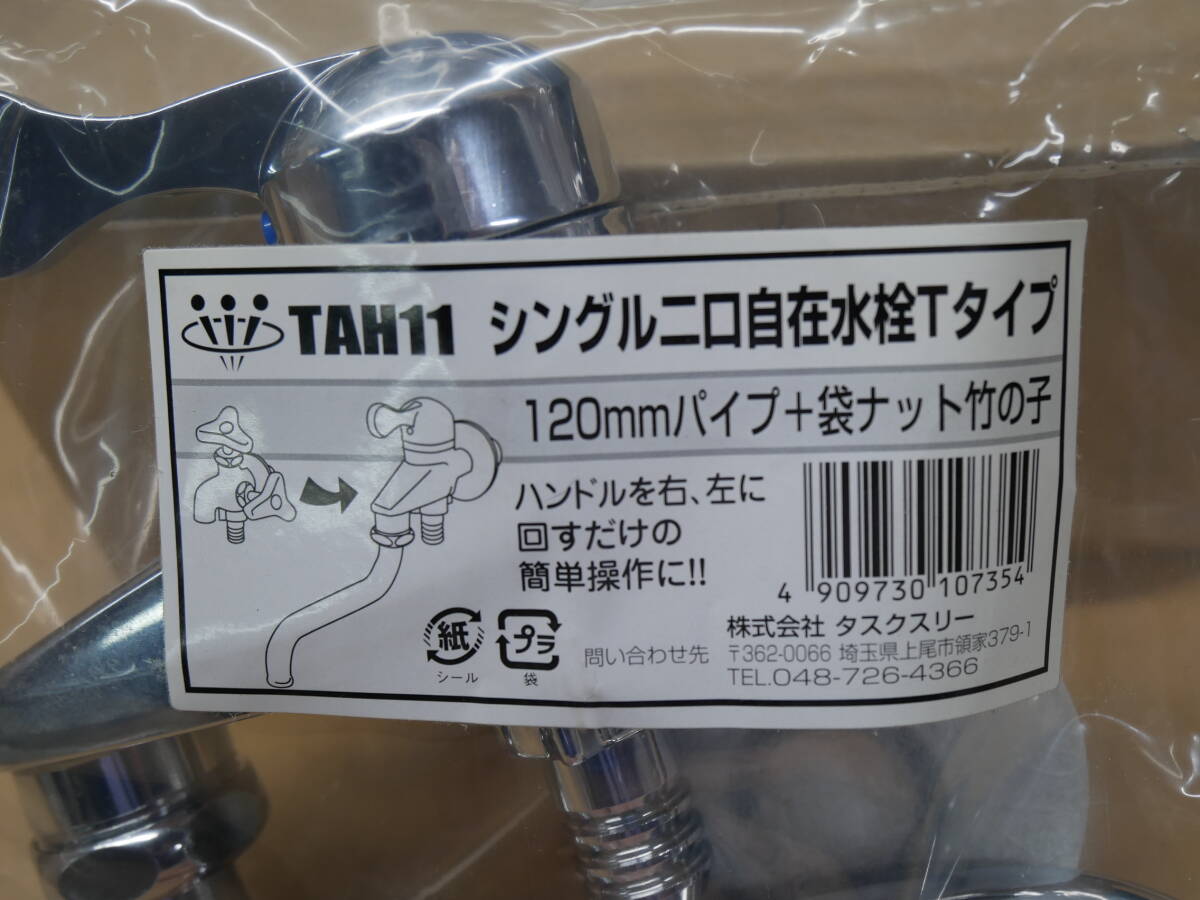 TAH11 シングル二口自在水栓Tタイプ
120mmパイプ+袋ナット竹の子
ハンドルを右、左に
回すだけの
簡単操作に!!
4 909730 107354
紙
シール
プラ
袋
問い合わせ先
株式会社 タスクスリー
〒362-0066 埼玉県上尾市領家379-1
TEL.048-726-4366